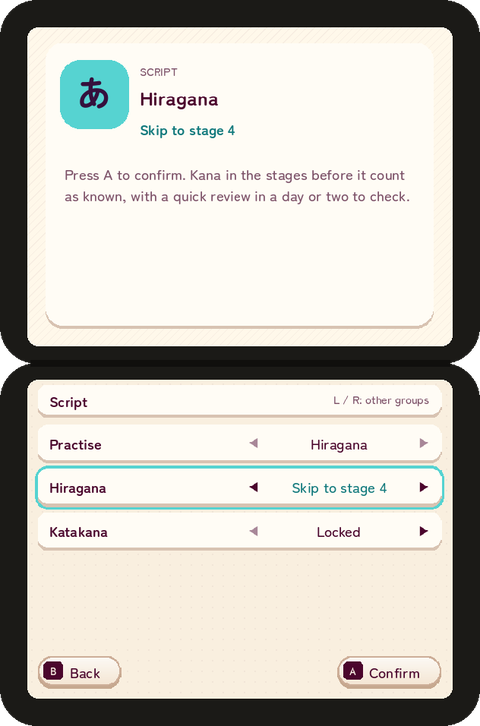 あ
SCRIPT
Hiragana
Skip to stage 4
Press A to confirm. Kana in the stages before it count
as known, with a quick review in a day or two to check.
Script
L / R: other groups
Practise
◀ Hiragana ▶
Hiragana
◀ Skip to stage 4 ▶
Katakana
◀ Locked ▶
B Back
A Confirm